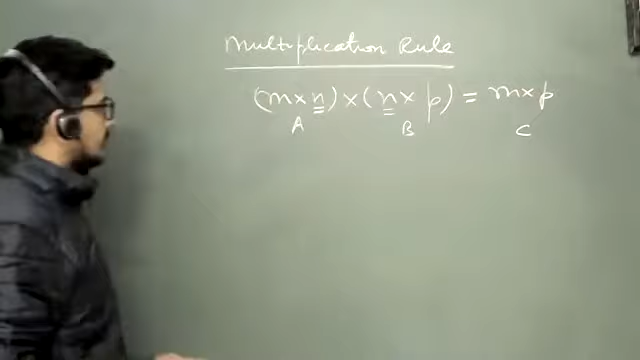 Multiplication Rule
(m×n)×(n×p) = m×p
A B C